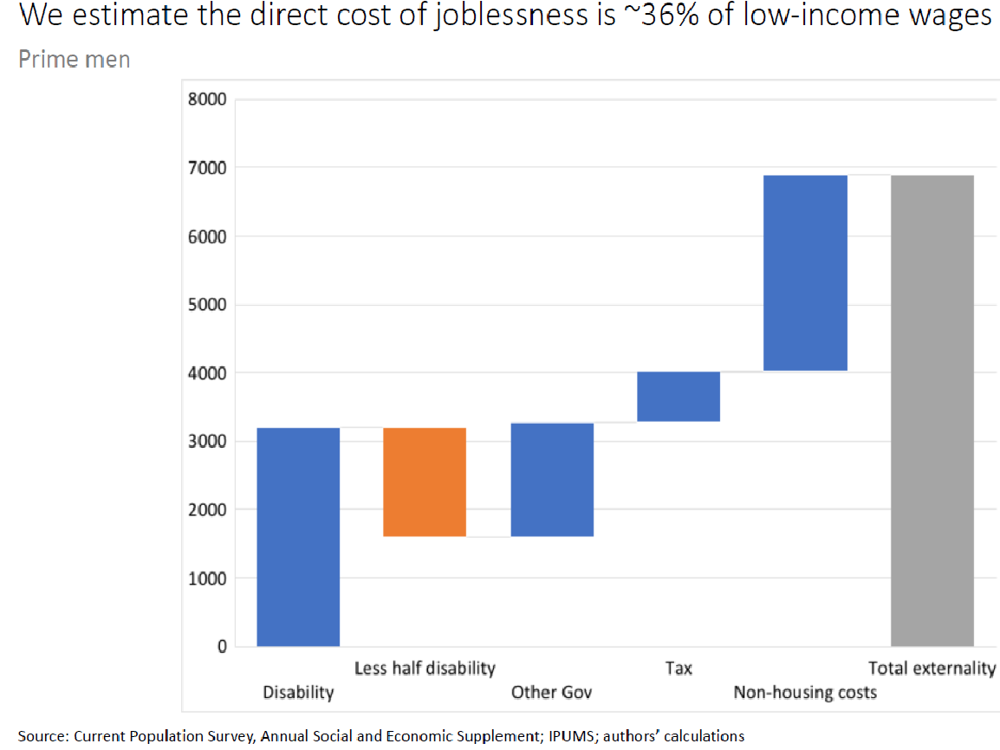 We estimate the direct cost of joblessness is ~36% of low-income wages
Prime men
8000
7000
6000
5000
4000
3000
2000
1000
0
Less half disability
Tax
Total externality
Disability
Other Gov
Non-housing costs
Source: Current Population Survey, Annual Social and Economic Supplement; IPUMS; authors’ calculations